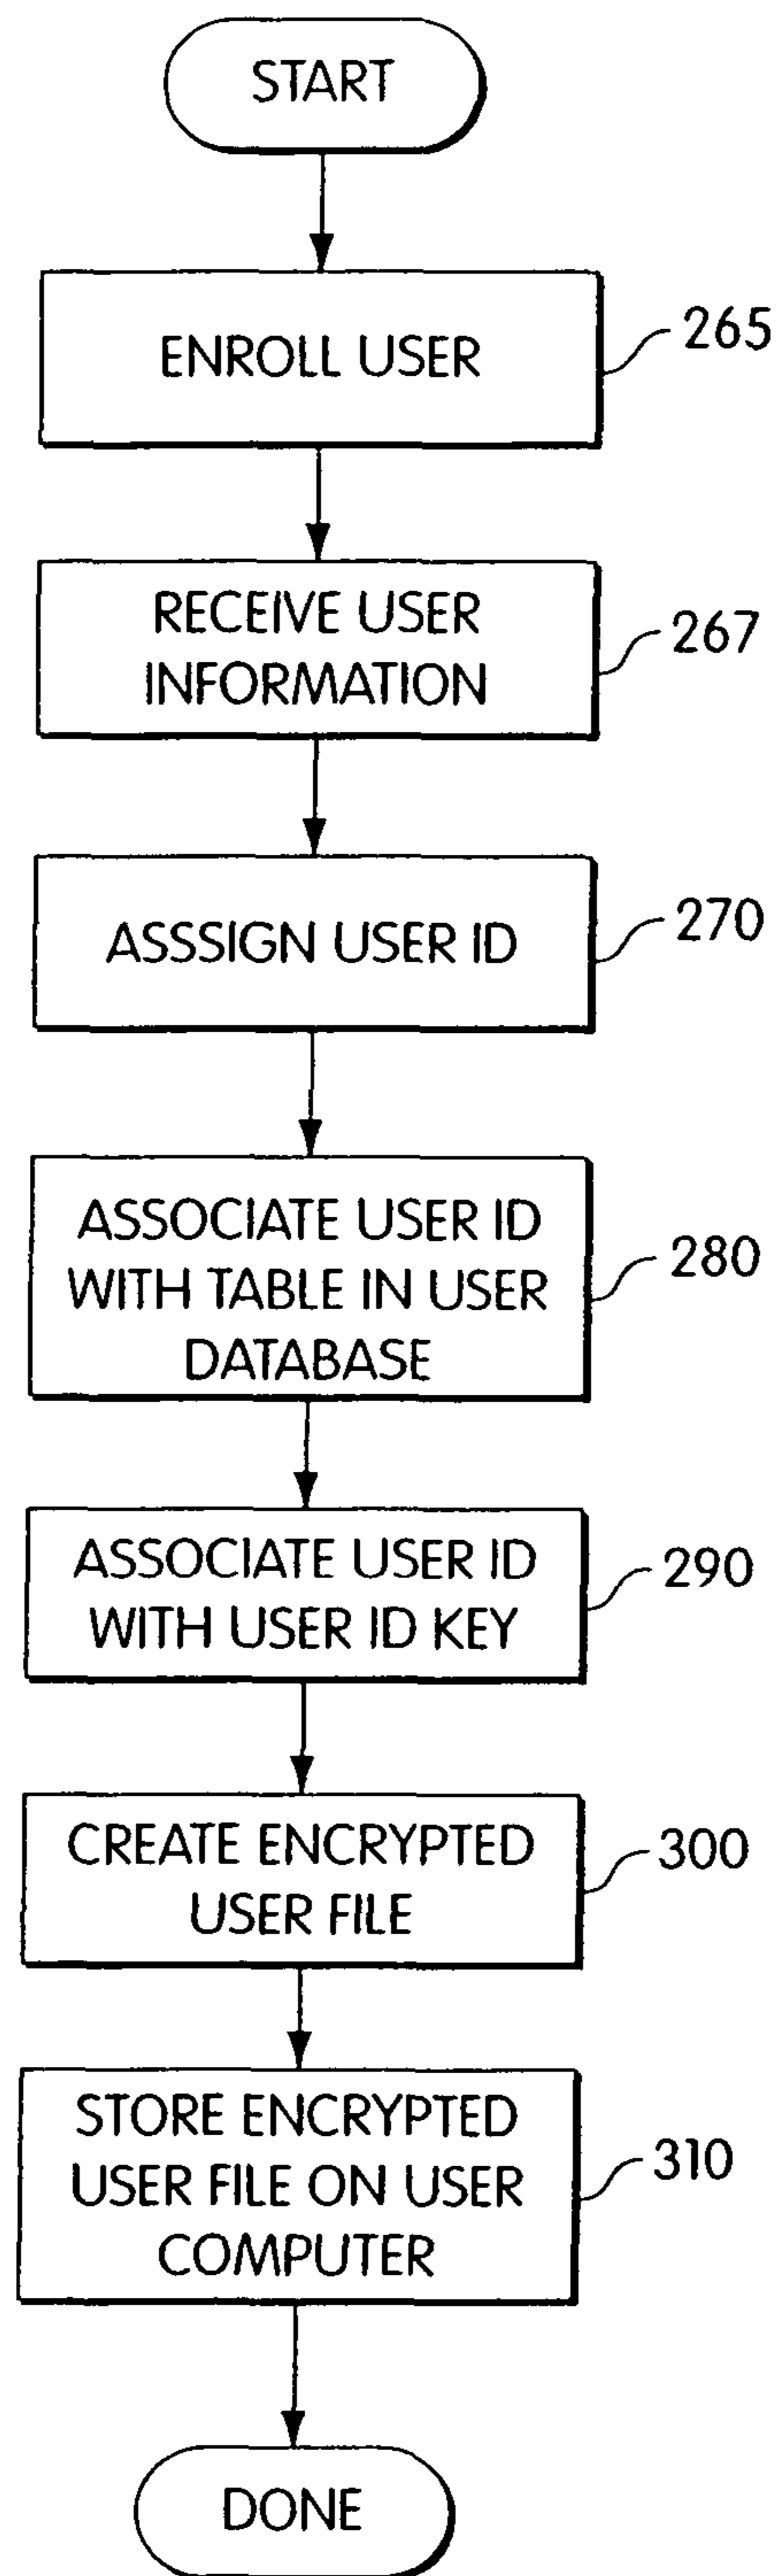 START
ENROLL USER
265
RECEIVE USER
INFORMATION
267
ASSSIGN USER ID
270
ASSOCIATE USER ID
WITH TABLE IN USER
DATABASE
280
ASSOCIATE USER ID
WITH USER ID KEY
290
CREATE ENCRYPTED
USER FILE
300
STORE ENCRYPTED
USER FILE ON USER
COMPUTER
310
DONE